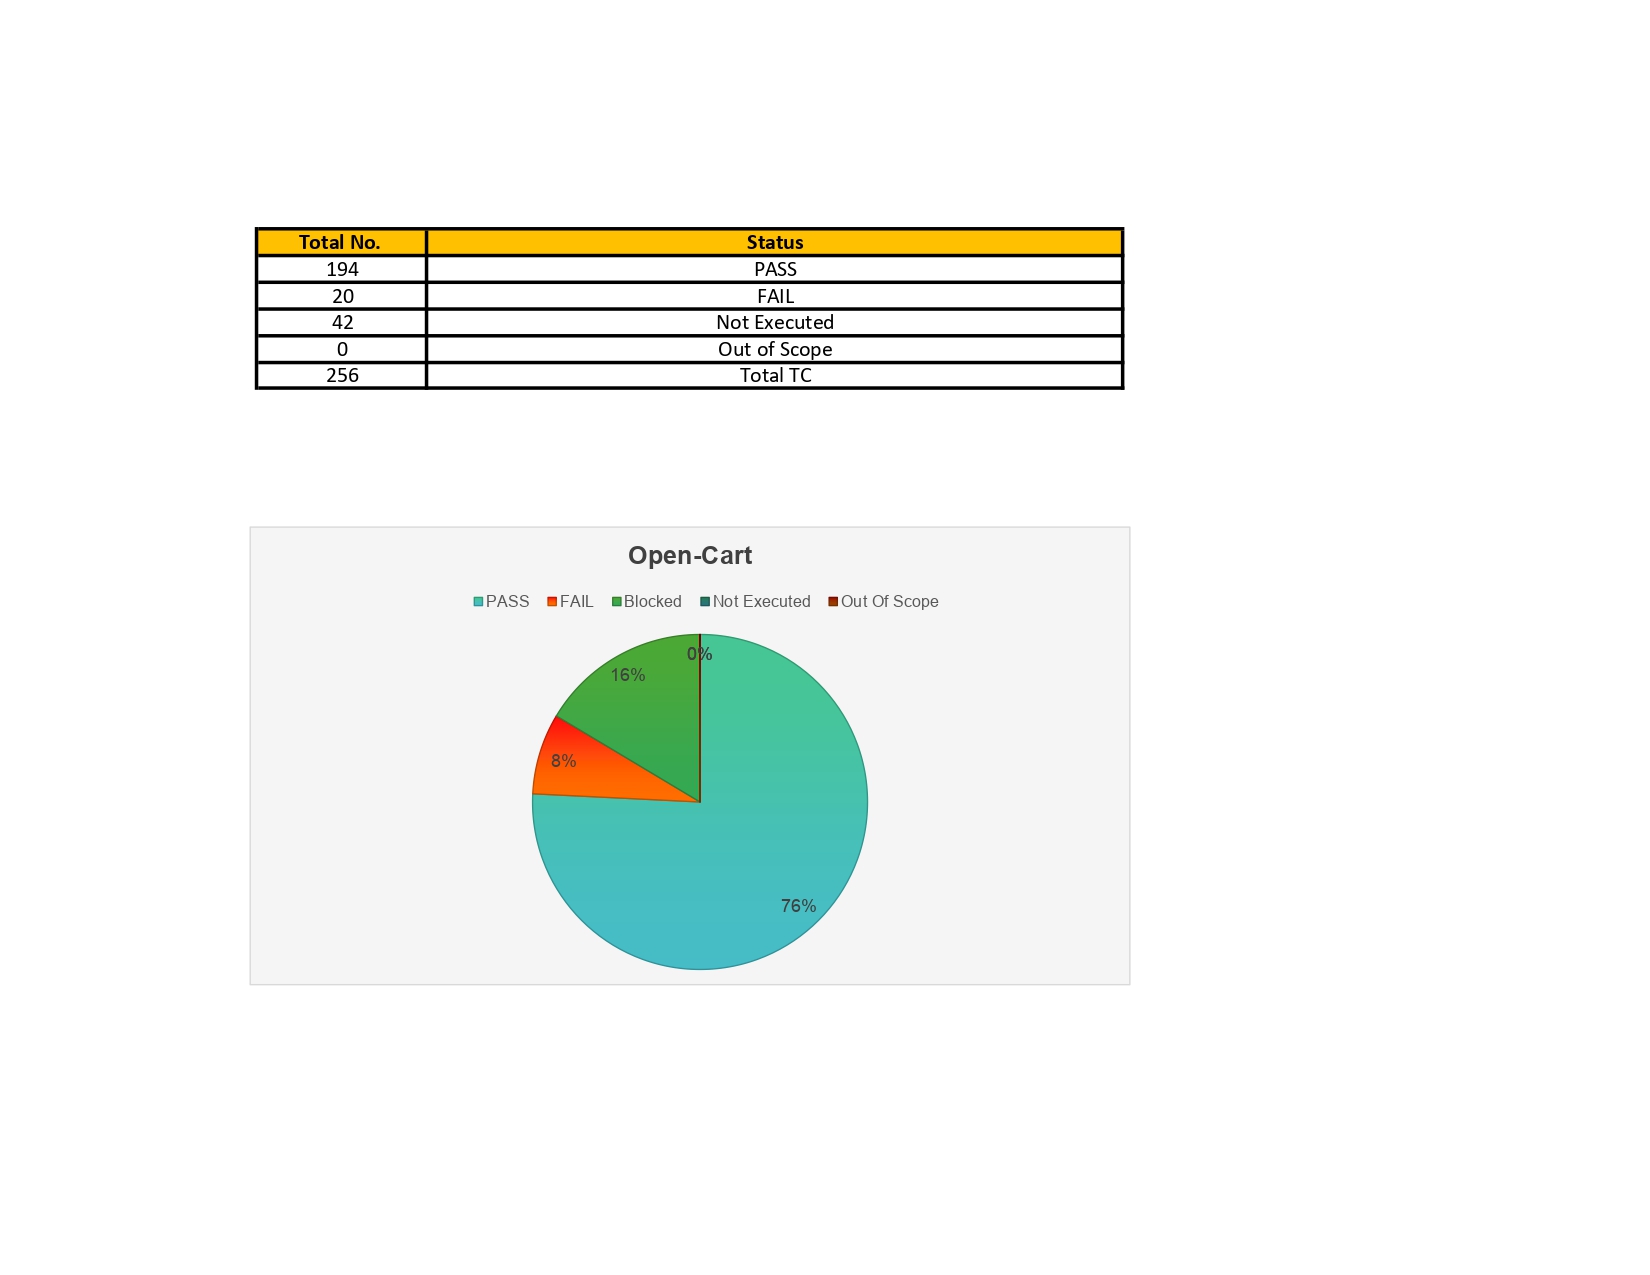 Total No. Status
194 PASS
20 FAIL
42 Not Executed
0 Out of Scope
256 Total TC
Open-Cart
PASS FAIL Blocked Not Executed Out Of Scope
0%
16%
8%
76%